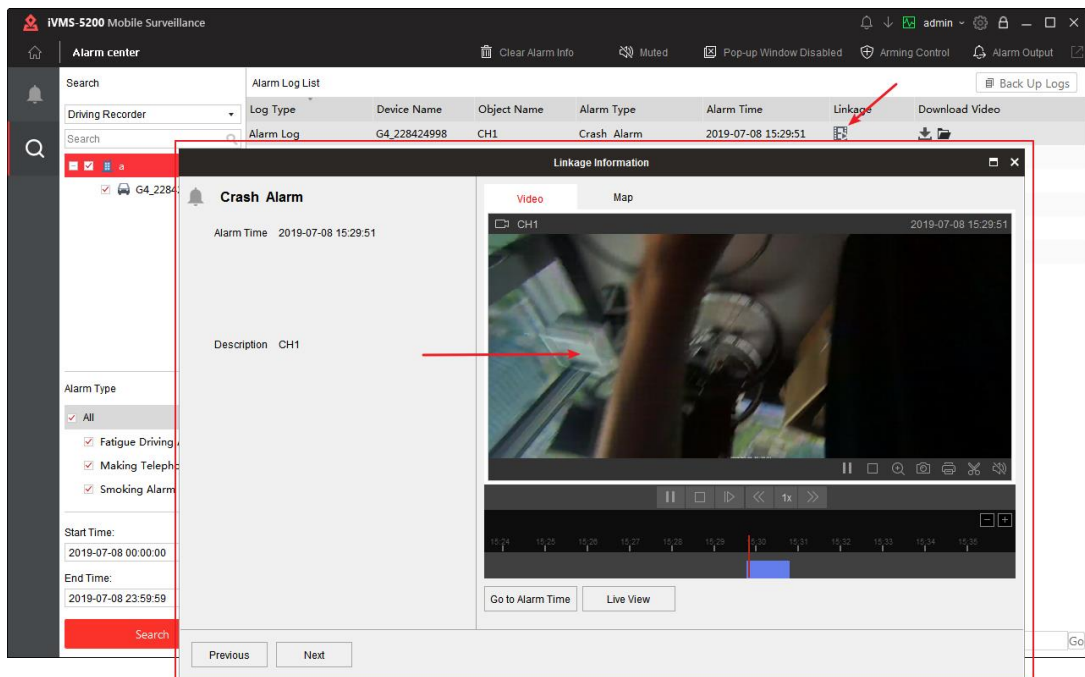 iVMS-5200 Mobile Surveillance
admin
Alarm center
Clear Alarm Info
Muted
Pop-up Window Disabled
Arming Control
Alarm Output
Search
Alarm Log List
Back Up Logs
Driving Recorder
Log Type Device Name Object Name Alarm Type Alarm Time Linkage Download Video
Search
Alarm Log G4_228424998 CH1 Crash Alarm 2019-07-08 15:29:51
a
G4_2284
Linkage Information
Crash Alarm
Alarm Time 2019-07-08 15:29:51
Description CH1
Video Map
CH1 2019-07-08 15:29:51
1x
15:24 15:25 15:26 15:27 15:28 15:29 15:30 15:31 15:32 15:33 15:34 15:35
Go to Alarm Time Live View
Previous Next
Alarm Type
All
Fatigue Driving
Making Telepho
Smoking Alarm
Start Time:
2019-07-08 00:00:00
End Time:
2019-07-08 23:59:59
Search
Go